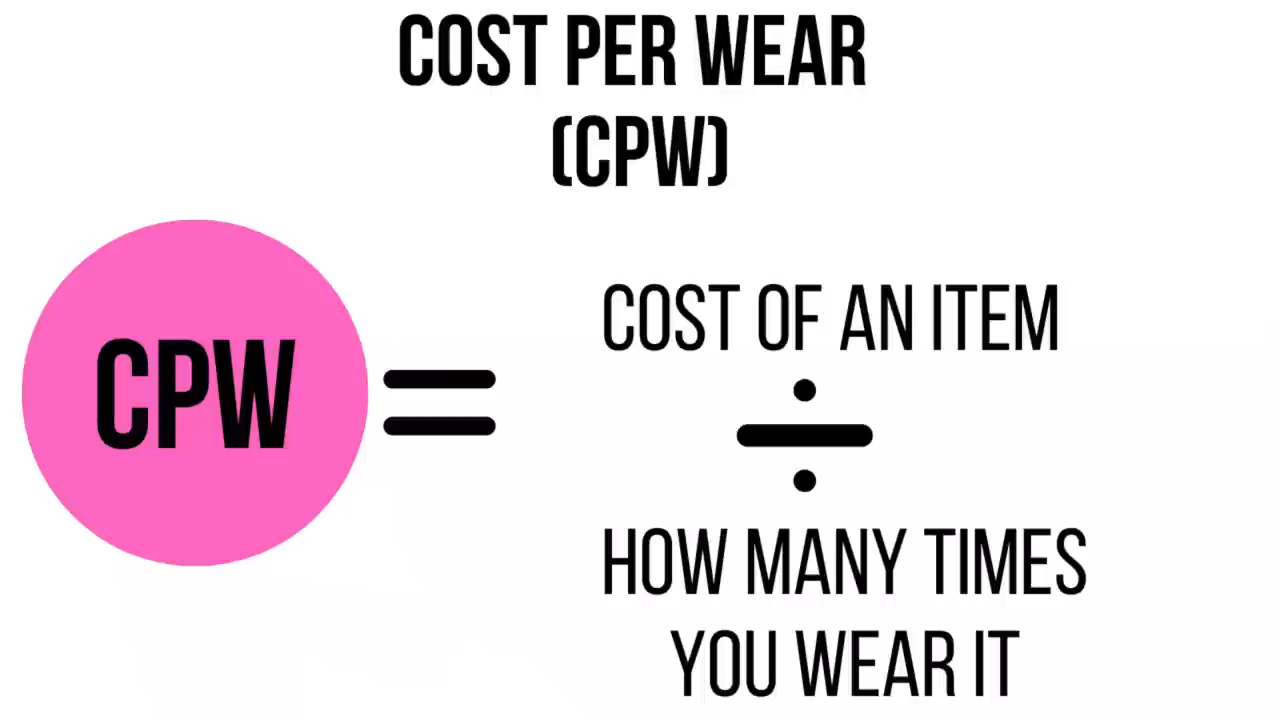 COST PER WEAR
(CPW)
CPW
=
COST OF AN ITEM
÷
HOW MANY TIMES
YOU WEAR IT